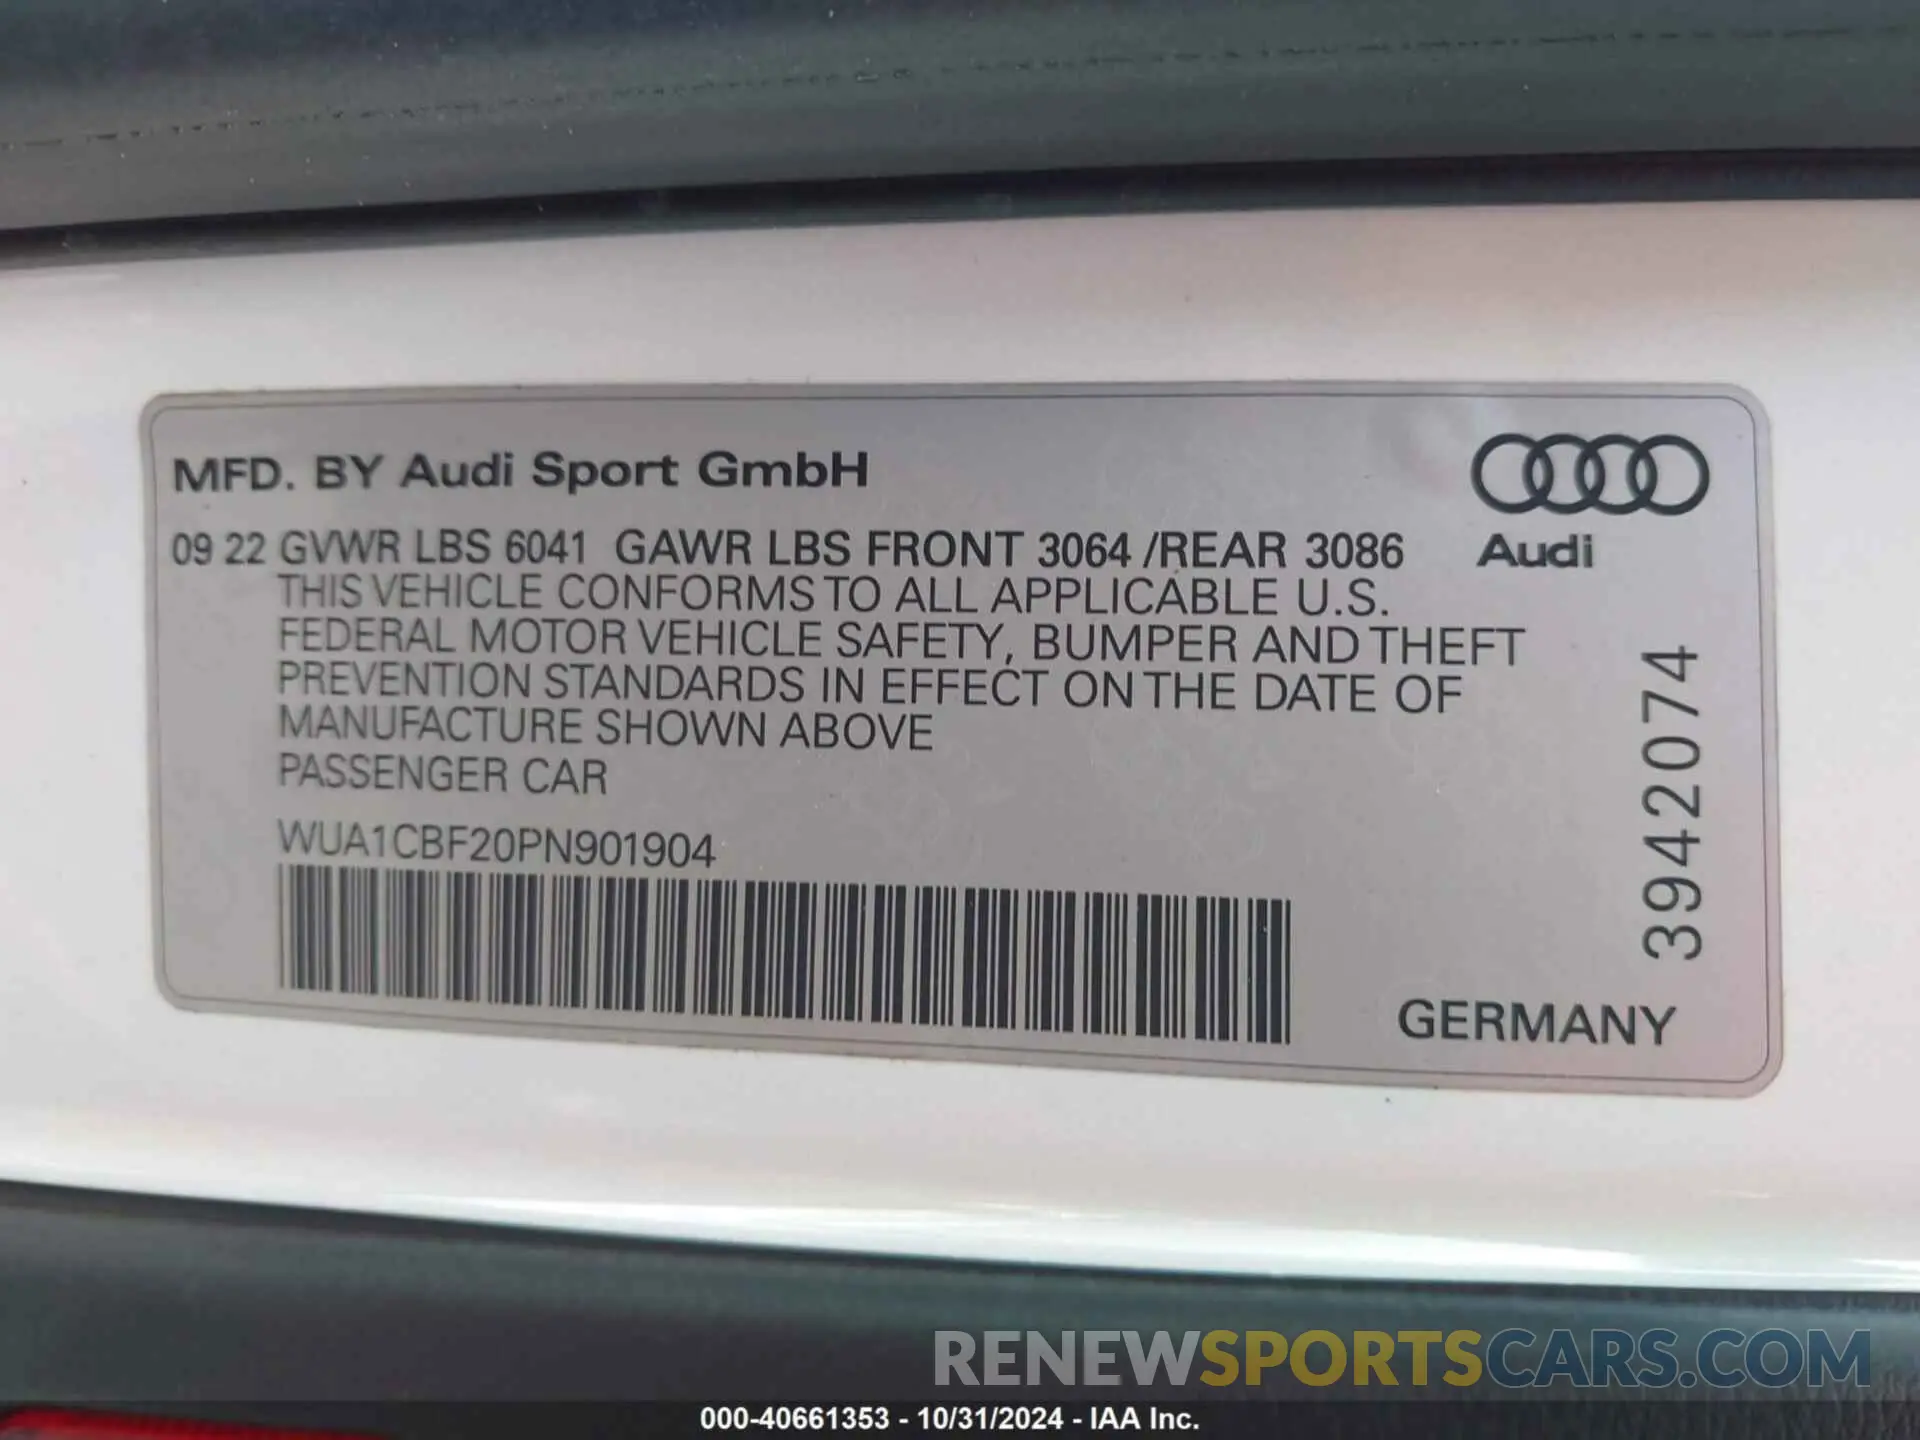 MFD. BY Audi Sport GmbH
Audi
09 22 GVWR LBS 6041 GAWR LBS FRONT 3064 /REAR 3086
THIS VEHICLE CONFORMS TO ALL APPLICABLE U.S.
FEDERAL MOTOR VEHICLE SAFETY, BUMPER AND THEFT
PREVENTION STANDARDS IN EFFECT ON THE DATE OF
MANUFACTURE SHOWN ABOVE
PASSENGER CAR
WUA1CBF20PN901904
3942074
GERMANY
RENEWSPORTSCARS.COM
000-40661353 - 10/31/2024 - IAA Inc.